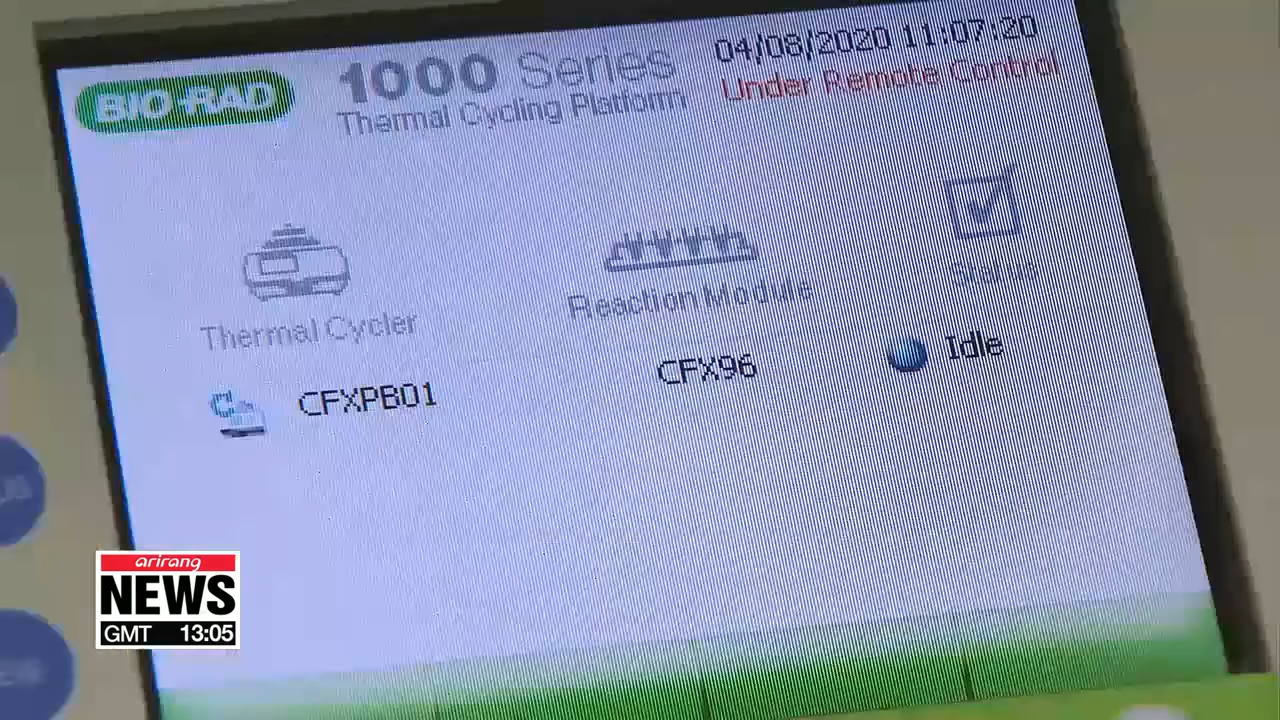 BIO-RAD
1000 Series
Thermal Cycling Platform
04/08/2020 11:07:20
Under Remote Control
Thermal Cycler
Reaction Module
CFXPB01
CFX96
Idle
arirang
NEWS
GMT 13:05